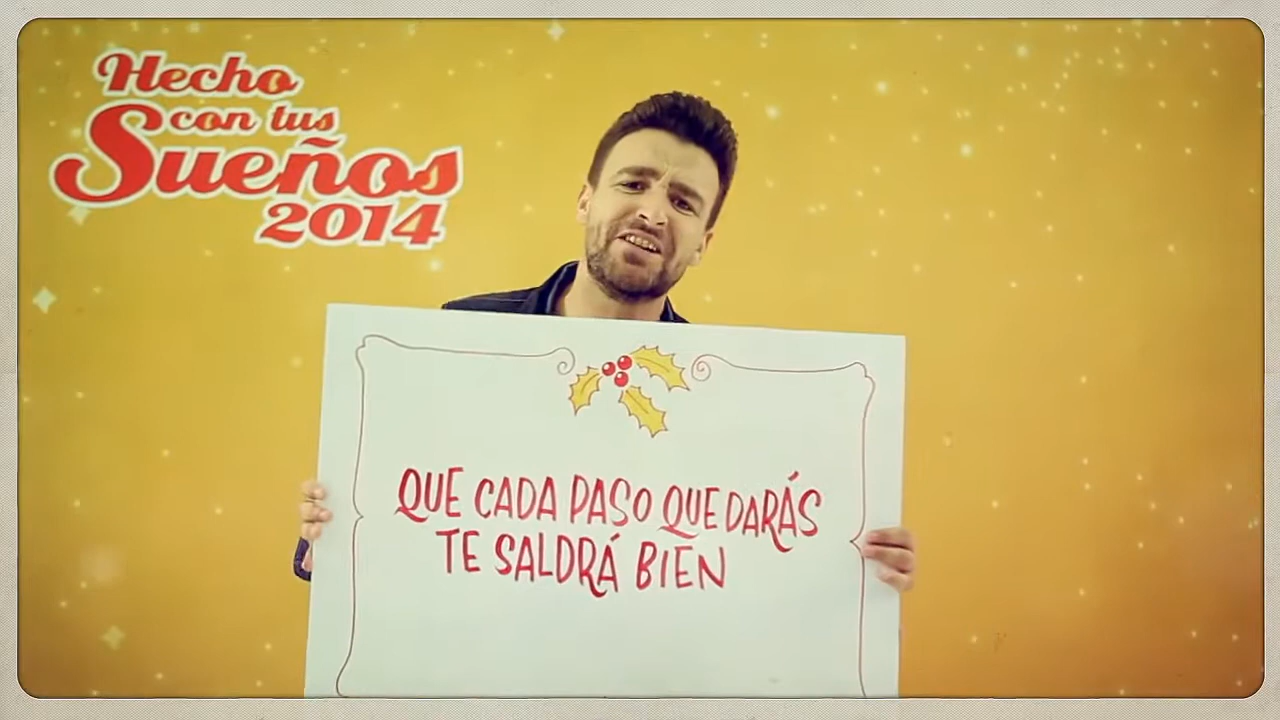 Hecho
con tus
Sueños
2014
QUE CADA PASO QUE DARÁS
TE SALDRÁ BIEN